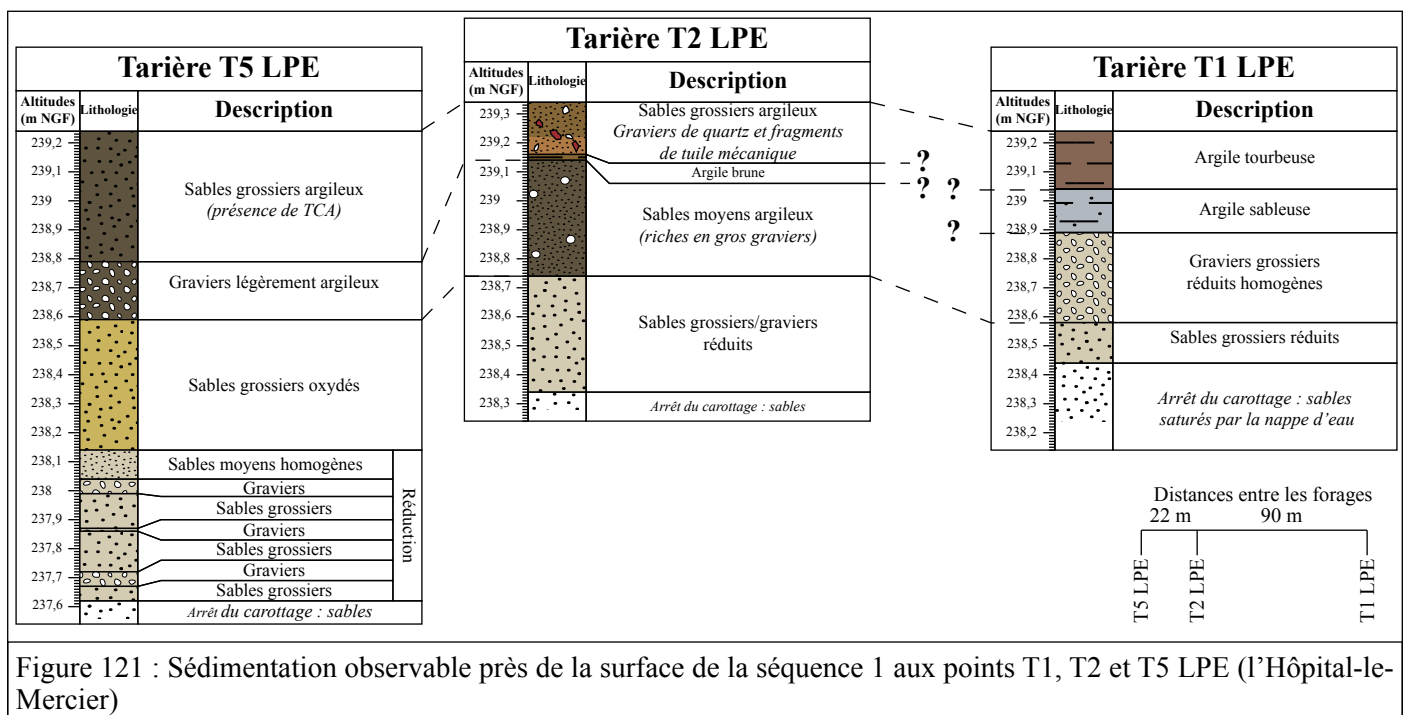 Tarière T5 LPE
Altitudes
(m NGF)
Lithologie
Description
239,2
239,1
239
238,9
238,8
238,7
238,6
238,5
238,4
238,3
238,2
238,1
238
237,9
237,8
237,7
237,6
Sables grossiers argileux
(présence de TCA)
Graviers légèrement argileux
Sables grossiers oxydés
Sables moyens homogènes
Graviers
Sables grossiers
Graviers
Sables grossiers
Graviers
Sables grossiers
Réduction
Arrêt du carottage : sables
Tarière T2 LPE
Altitudes
(m NGF)
Lithologie
Description
239,3
239,2
239,1
239
238,9
238,8
238,7
238,6
238,5
238,4
238,3
Sables grossiers argileux
Graviers de quartz et fragments
de tuile mécanique
Argile brune
Sables moyens argileux
(riches en gros graviers)
Sables grossiers/graviers
réduits
Arrêt du carottage : sables
?
? ?
?
Tarière T1 LPE
Altitudes
(m NGF)
Lithologie
Description
239,2
239,1
239
238,9
238,8
238,7
238,6
238,5
238,4
238,3
238,2
Argile tourbeuse
Argile sableuse
Graviers grossiers
réduits homogènes
Sables grossiers réduits
Arrêt du carottage : sables
saturés par la nappe d'eau
Distances entre les forages
22 m 90 m
T5 LPE
T2 LPE
T1 LPE
Figure 121 : Sédimentation observable près de la surface de la séquence 1 aux points T1, T2 et T5 LPE (l'Hôpital-le-
Mercier)